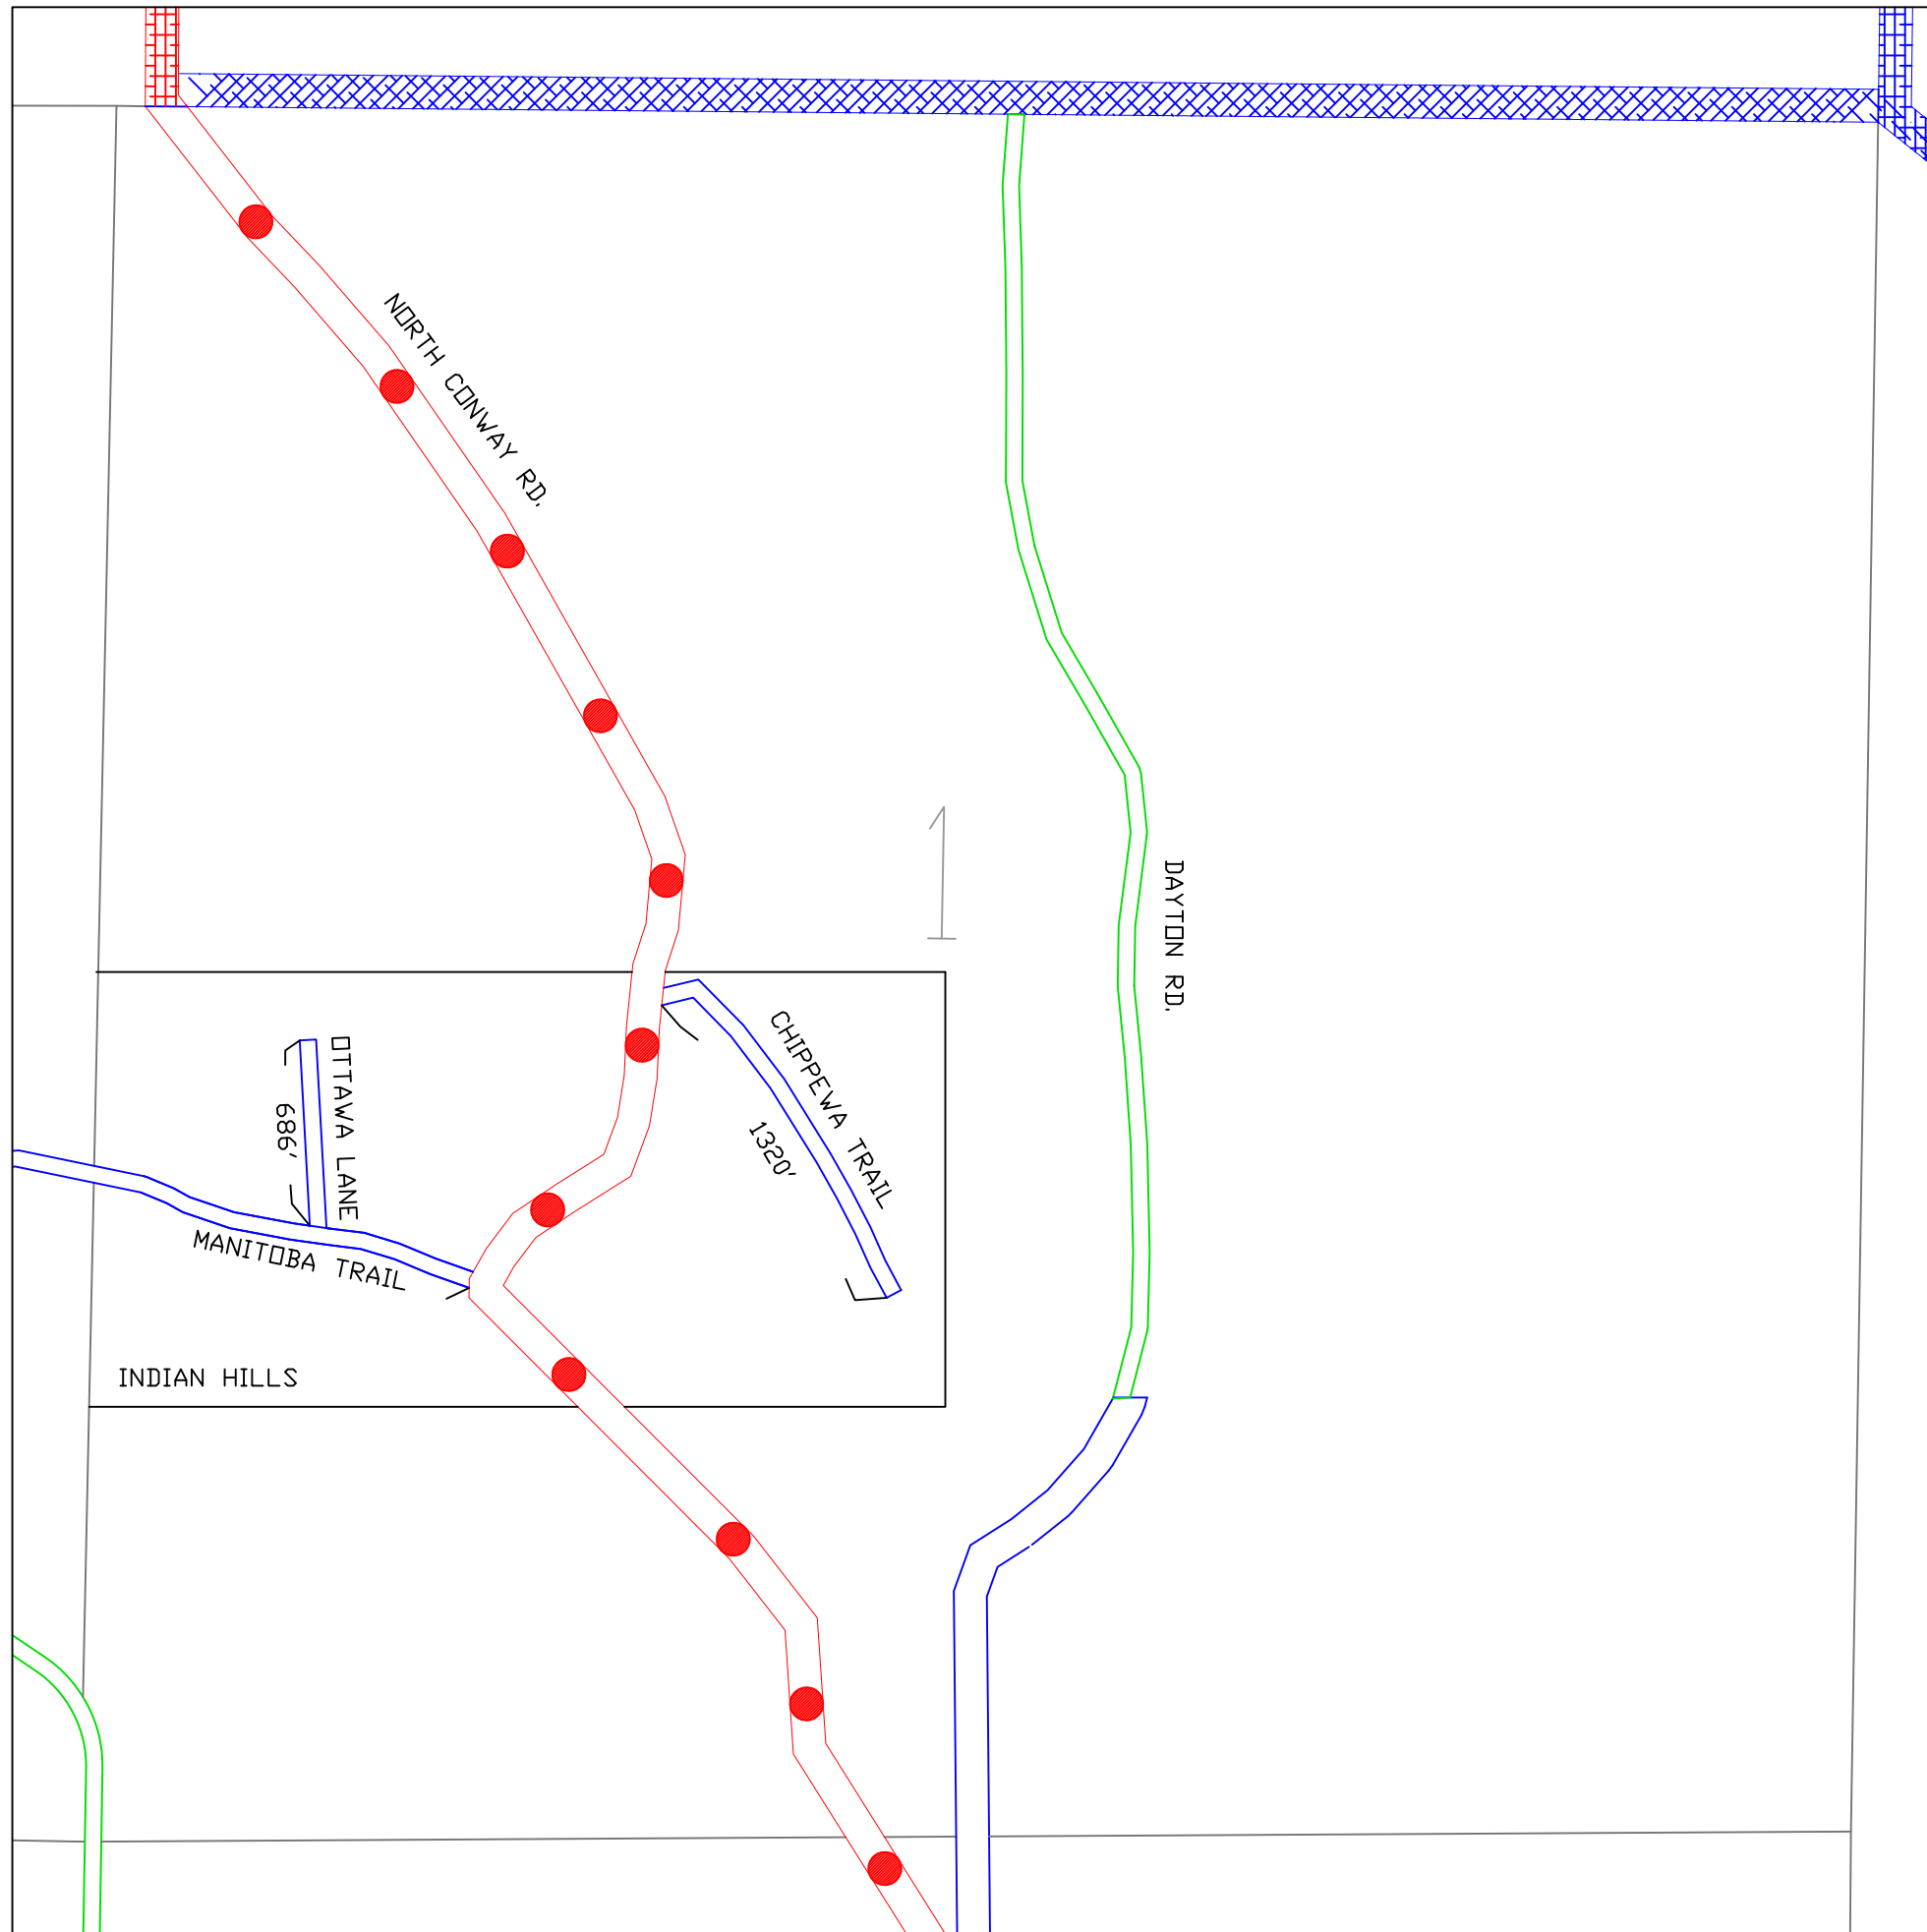 NORTH CONWAY RD.
1
DAYTON RD.
CHIPPEWA TRAIL
1320'
OTTAWA LANE
686'
MANITOBA TRAIL
INDIAN HILLS